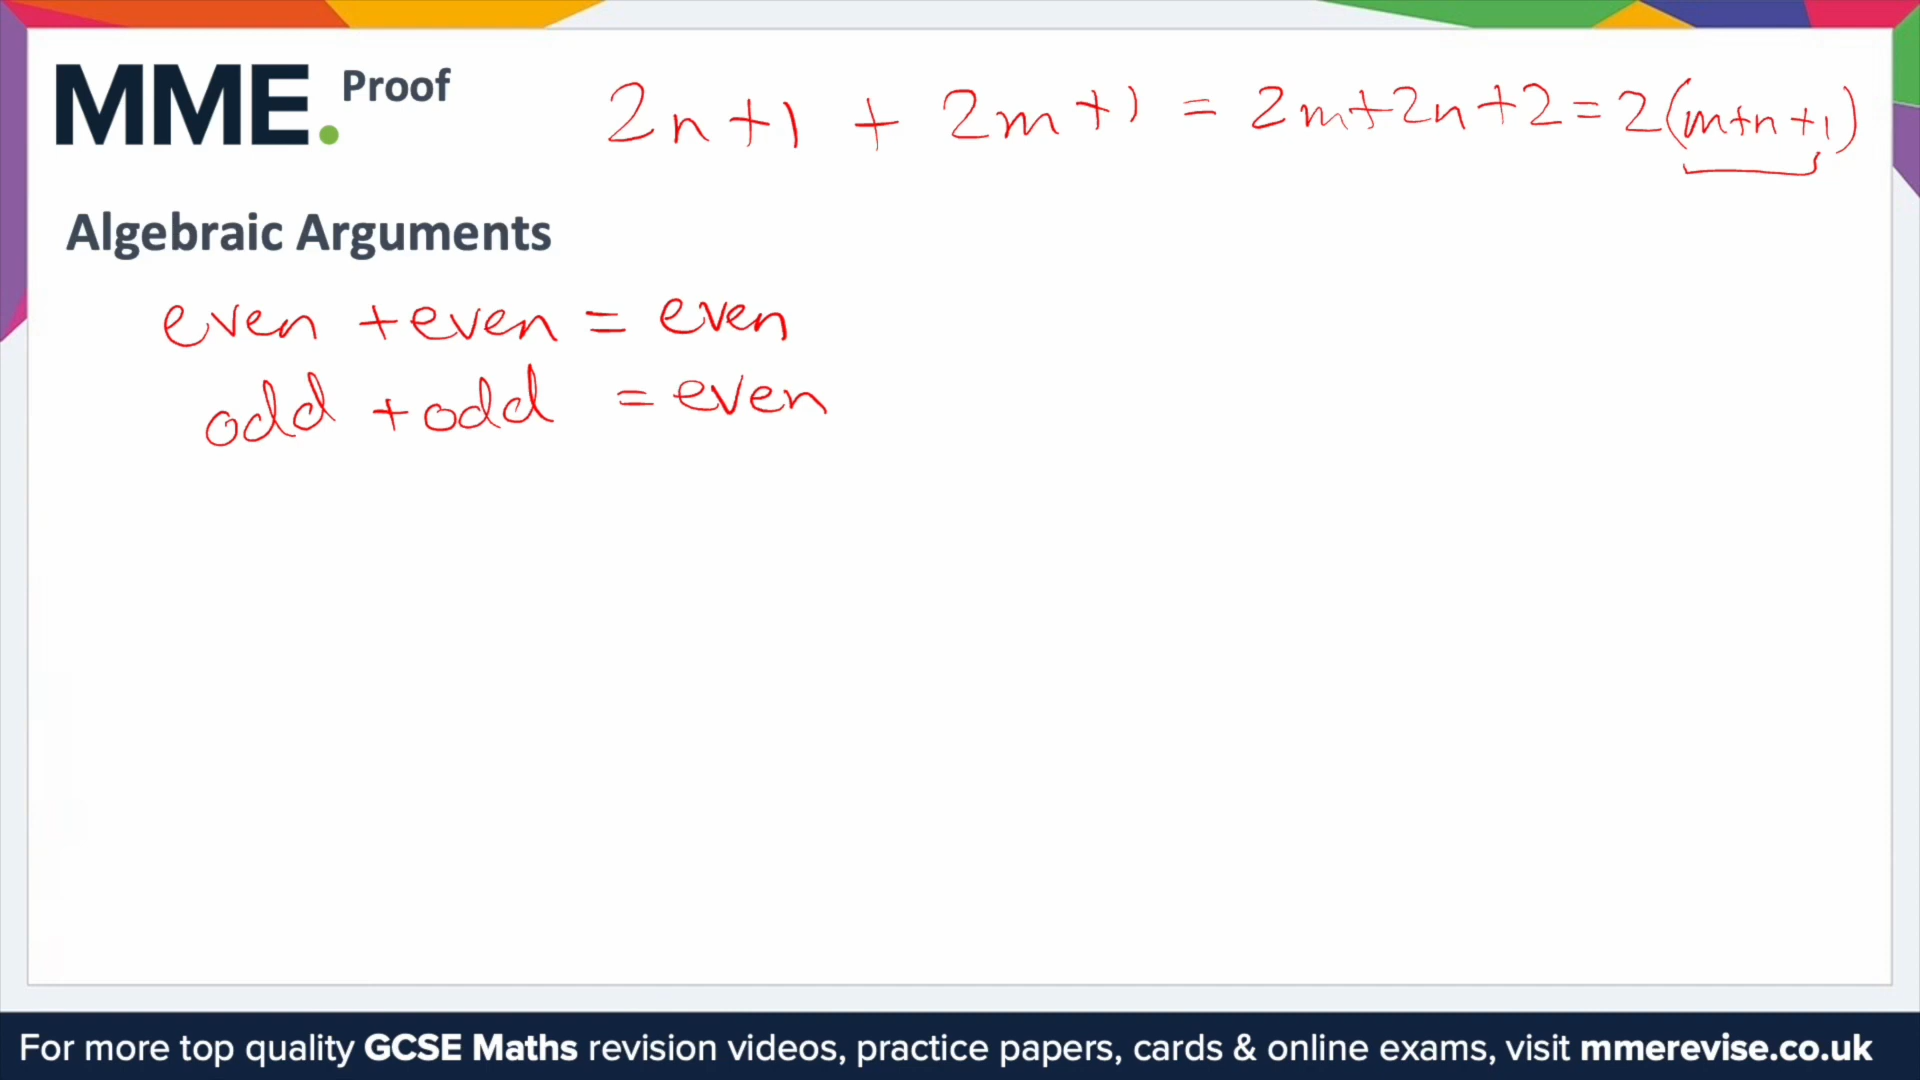 MME. Proof
2n+1 + 2m+1 = 2m+2n+2 = 2(m+n+1)
Algebraic Arguments
even + even = even
odd + odd = even
For more top quality GCSE Maths revision videos, practice papers, cards & online exams, visit mmerevise.co.uk